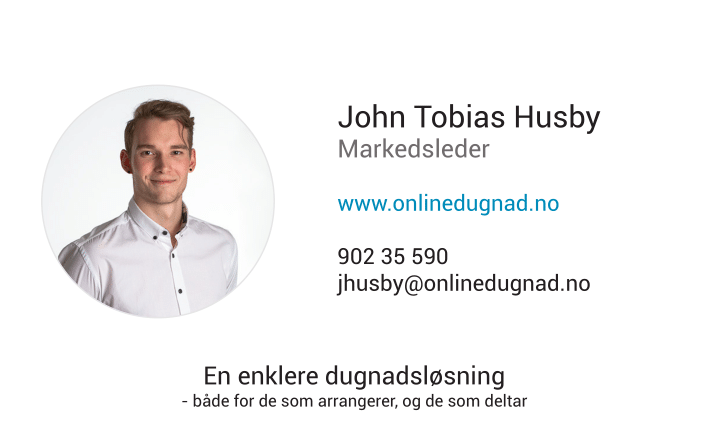 John Tobias Husby
Markedsleder
www.onlinedugnad.no
902 35 590
jhusby@onlinedugnad.no
En enklere dugnadsløsning
- både for de som arrangerer, og de som deltar